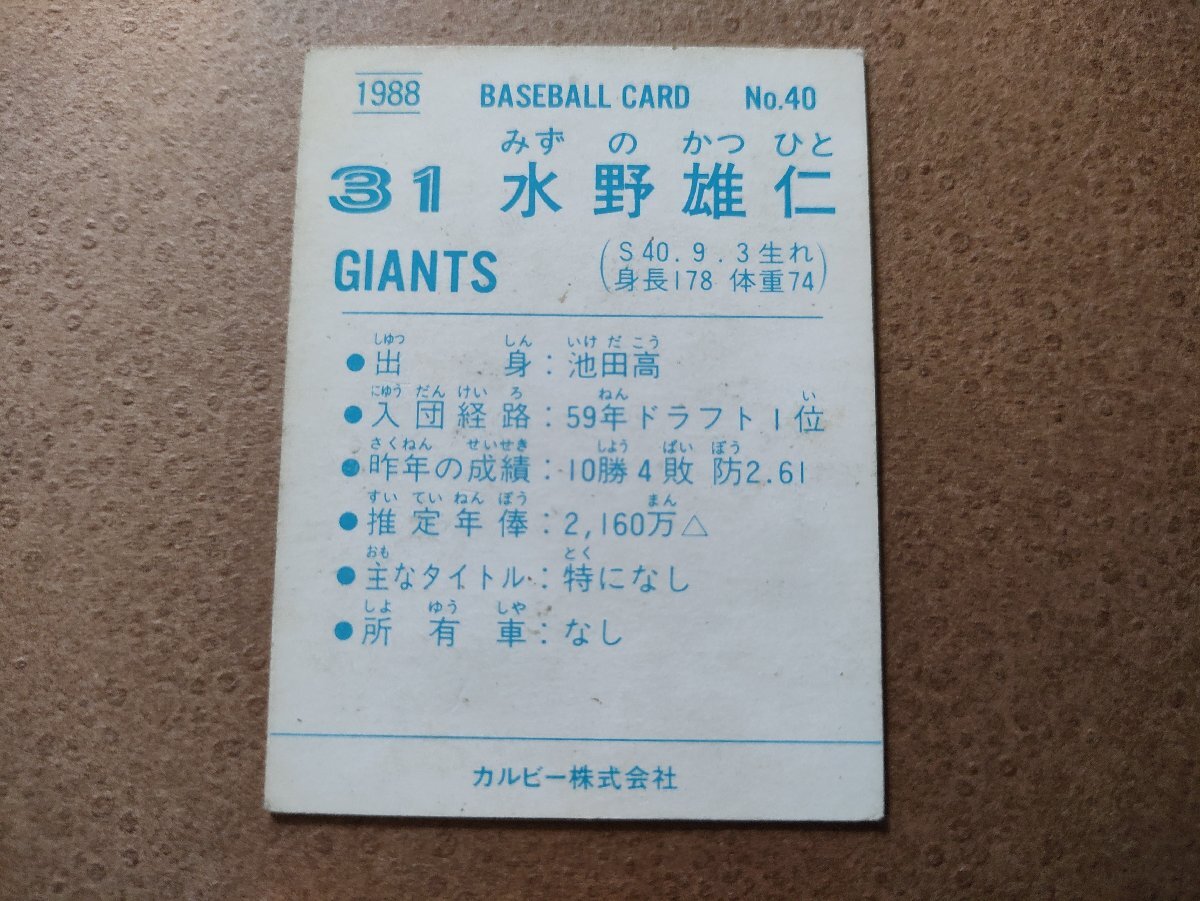 1988 BASEBALL CARD No.40
みず の かつ ひと
31 水野雄仁
GIANTS
(S40.9.3生れ
身長178 体重74)
しゆつ しん いけ だ こう
●出身：池田高
にゆう だん けい ろ ねん い
●入団経路：59年ドラフト1位
さくねん せいせき しよう ぱい ぼう
●昨年の成績：10勝4敗 防2.61
すい てい ねん ぽう まん
●推定年俸：2,160万△
おも とく
●主なタイトル：特になし
しよ ゆう しや
●所有車：なし
カルビー株式会社